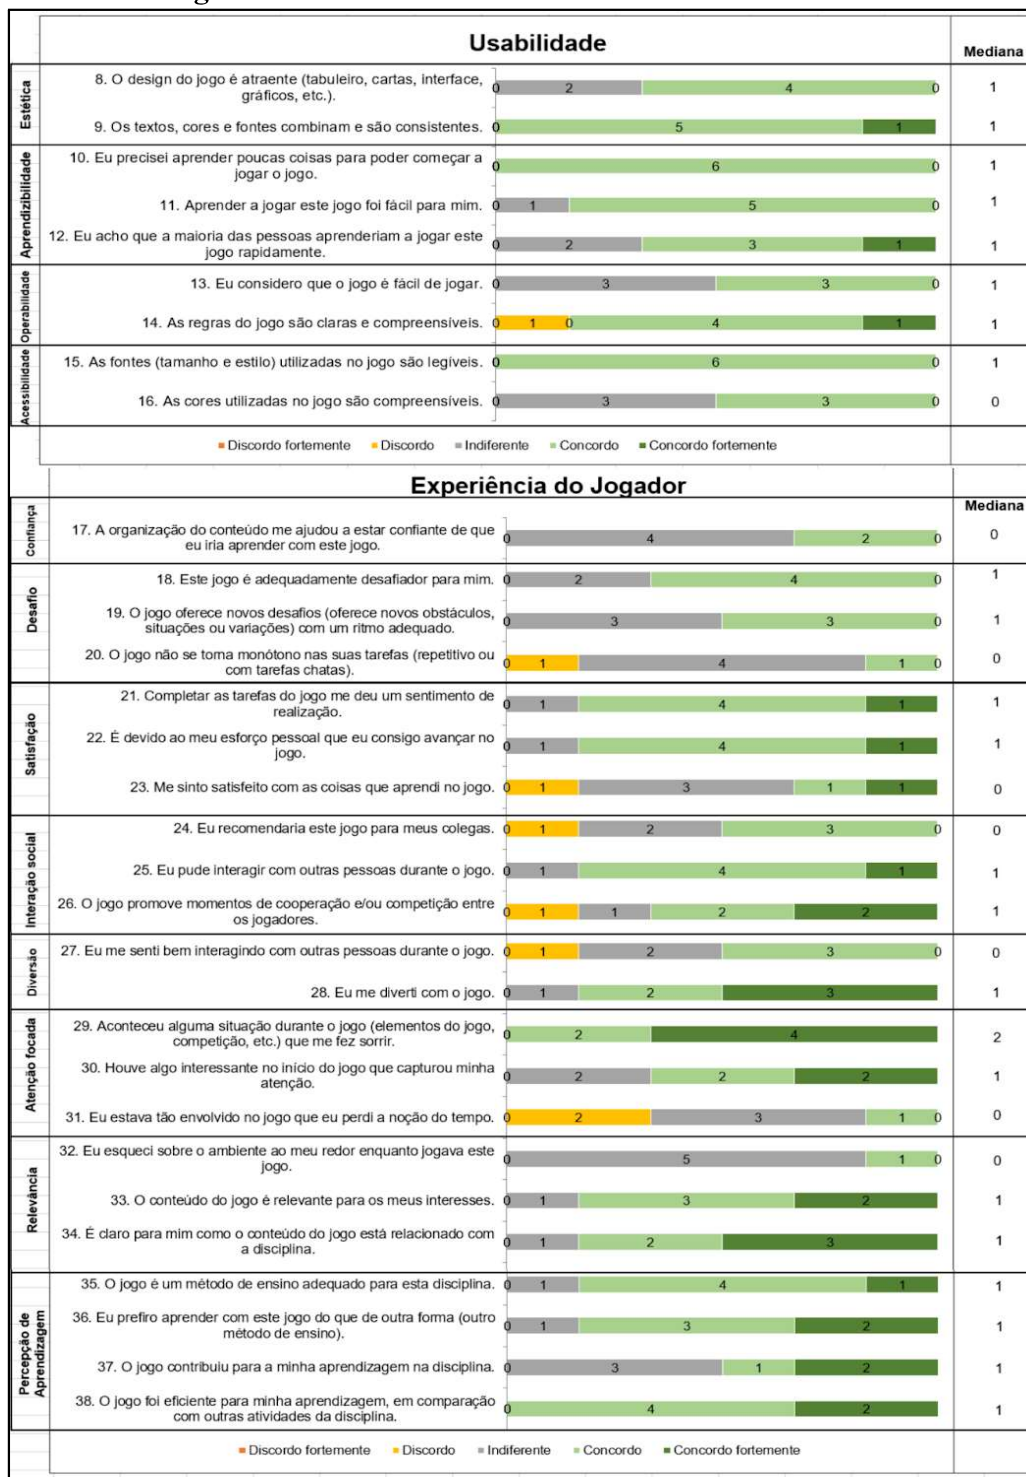 Usabilidade
Mediana
Estética
8. O design do jogo é atraente (tabuleiro, cartas, interface,
gráficos, etc.).
0 2 4 0
1
9. Os textos, cores e fontes combinam e são consistentes.
0 5 1
1
Aprendizibilidade
10. Eu precisei aprender poucas coisas para poder começar a
jogar o jogo.
0 6 0
1
11. Aprender a jogar este jogo foi fácil para mim.
0 1 5 0
1
12. Eu acho que a maioria das pessoas aprenderiam a jogar este
jogo rapidamente.
0 2 3 1
1
Operabilidade
13. Eu considero que o jogo é fácil de jogar.
0 3 3 0
1
14. As regras do jogo são claras e compreensíveis.
0 1 0 4 1
1
Acessibilidade
15. As fontes (tamanho e estilo) utilizadas no jogo são legíveis.
0 6 0
1
16. As cores utilizadas no jogo são compreensíveis.
0 3 3 0
0
Discordo fortemente Discordo Indiferente Concordo Concordo fortemente
Experiência do Jogador
Mediana
Confiança
17. A organização do conteúdo me ajudou a estar confiante de que
eu iria aprender com este jogo.
0 4 2 0
0
Desafio
18. Este jogo é adequadamente desafiador para mim.
0 2 4 0
1
19. O jogo oferece novos desafios (oferece novos obstáculos,
situações ou variações) com um ritmo adequado.
0 3 3 0
1
20. O jogo não se torna monótono nas suas tarefas (repetitivo ou
com tarefas chatas).
0 1 4 1 0
0
Satisfação
21. Completar as tarefas do jogo me deu um sentimento de
realização.
0 1 4 1
1
22. É devido ao meu esforço pessoal que eu consigo avançar no
jogo.
0 1 4 1
1
23. Me sinto satisfeito com as coisas que aprendi no jogo.
0 1 3 1 1
0
Interação social
24. Eu recomendaria este jogo para meus colegas.
0 1 2 3 0
0
25. Eu pude interagir com outras pessoas durante o jogo.
0 1 4 1
1
26. O jogo promove momentos de cooperação e/ou competição entre
os jogadores.
0 1 1 2 2
1
Diversão
27. Eu me senti bem interagindo com outras pessoas durante o jogo.
0 1 2 3 0
0
28. Eu me diverti com o jogo.
0 1 2 3
1
Atenção focada
29. Aconteceu alguma situação durante o jogo (elementos do jogo,
competição, etc.) que me fez sorrir.
0 2 4
2
30. Houve algo interessante no início do jogo que capturou minha
atenção.
0 2 2 2
1
31. Eu estava tão envolvido no jogo que eu perdi a noção do tempo.
0 2 3 1 0
0
Relevância
32. Eu esqueci sobre o ambiente ao meu redor enquanto jogava este
jogo.
0 5 1 0
0
33. O conteúdo do jogo é relevante para os meus interesses.
0 1 3 2
1
34. É claro para mim como o conteúdo do jogo está relacionado com
a disciplina.
0 1 2 3
1
Percepção de
Aprendizagem
35. O jogo é um método de ensino adequado para esta disciplina.
0 1 4 1
1
36. Eu prefiro aprender com este jogo do que de outra forma (outro
método de ensino).
0 1 3 2
1
37. O jogo contribuiu para a minha aprendizagem na disciplina.
0 3 1 2
1
38. O jogo foi eficiente para minha aprendizagem, em comparação
com outras atividades da disciplina.
0 4 2
1
Discordo fortemente Discordo Indiferente Concordo Concordo fortemente